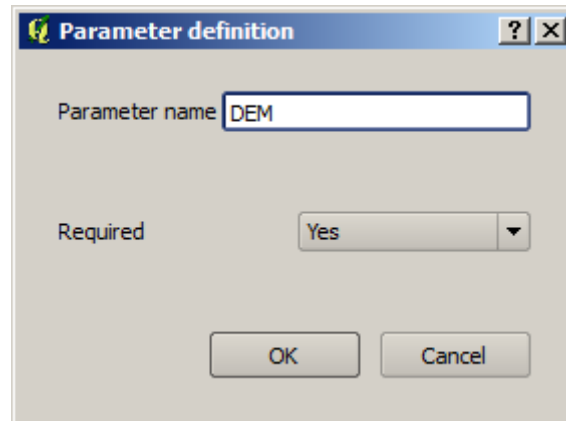 Parameter definition
Parameter name DEM
Required Yes
OK Cancel